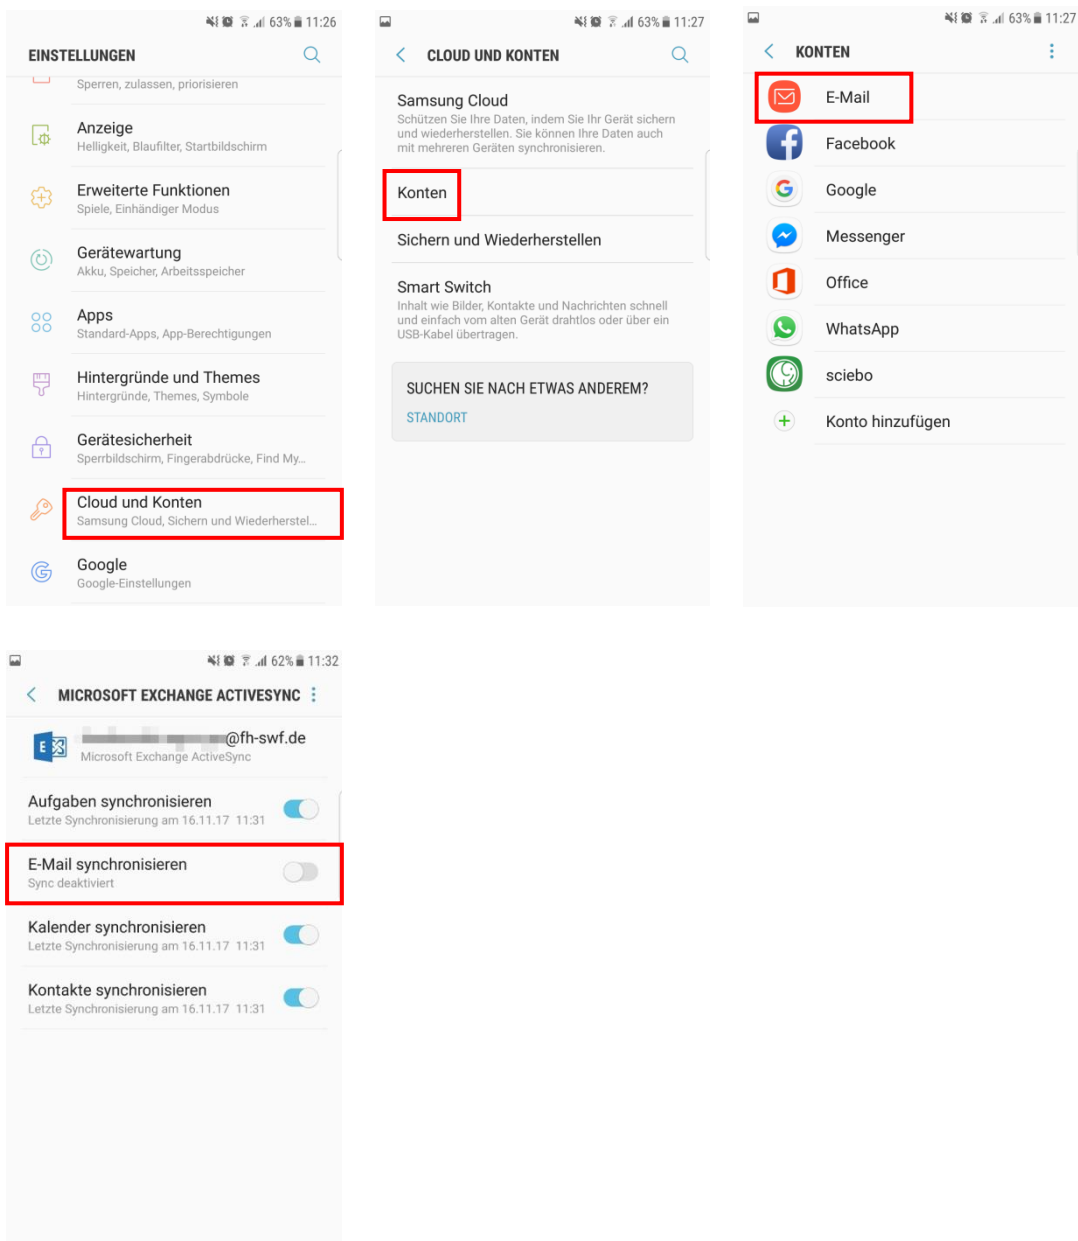 63% 11:26
EINSTELLUNGEN
Sperren, zulassen, priorisieren
Anzeige
Helligkeit, Blaufilter, Startbildschirm
Erweiterte Funktionen
Spiele, Einhändiger Modus
Gerätewartung
Akku, Speicher, Arbeitsspeicher
Apps
Standard-Apps, App-Berechtigungen
Hintergründe und Themes
Hintergründe, Themes, Symbole
Gerätesicherheit
Sperrbildschirm, Fingerabdrücke, Find My...
Cloud und Konten
Samsung Cloud, Sichern und Wiederherstel...
Google
Google-Einstellungen
63% 11:27
CLOUD UND KONTEN
Samsung Cloud
Schützen Sie Ihre Daten, indem Sie Ihr Gerät sichern
und wiederherstellen. Sie können Ihre Daten auch
mit mehreren Geräten synchronisieren.
Konten
Sichern und Wiederherstellen
Smart Switch
Inhalt wie Bilder, Kontakte und Nachrichten schnell
und einfach vom alten Gerät drahtlos oder über ein
USB-Kabel übertragen.
SUCHEN SIE NACH ETWAS ANDEREM?
STANDORT
63% 11:27
KONTEN
E-Mail
Facebook
Google
Messenger
Office
WhatsApp
sciebo
Konto hinzufügen
62% 11:32
MICROSOFT EXCHANGE ACTIVESYNC
@fh-swf.de
Microsoft Exchange ActiveSync
Aufgaben synchronisieren
Letzte Synchronisierung am 16.11.17 11:31
E-Mail synchronisieren
Sync deaktiviert
Kalender synchronisieren
Letzte Synchronisierung am 16.11.17 11:31
Kontakte synchronisieren
Letzte Synchronisierung am 16.11.17 11:31